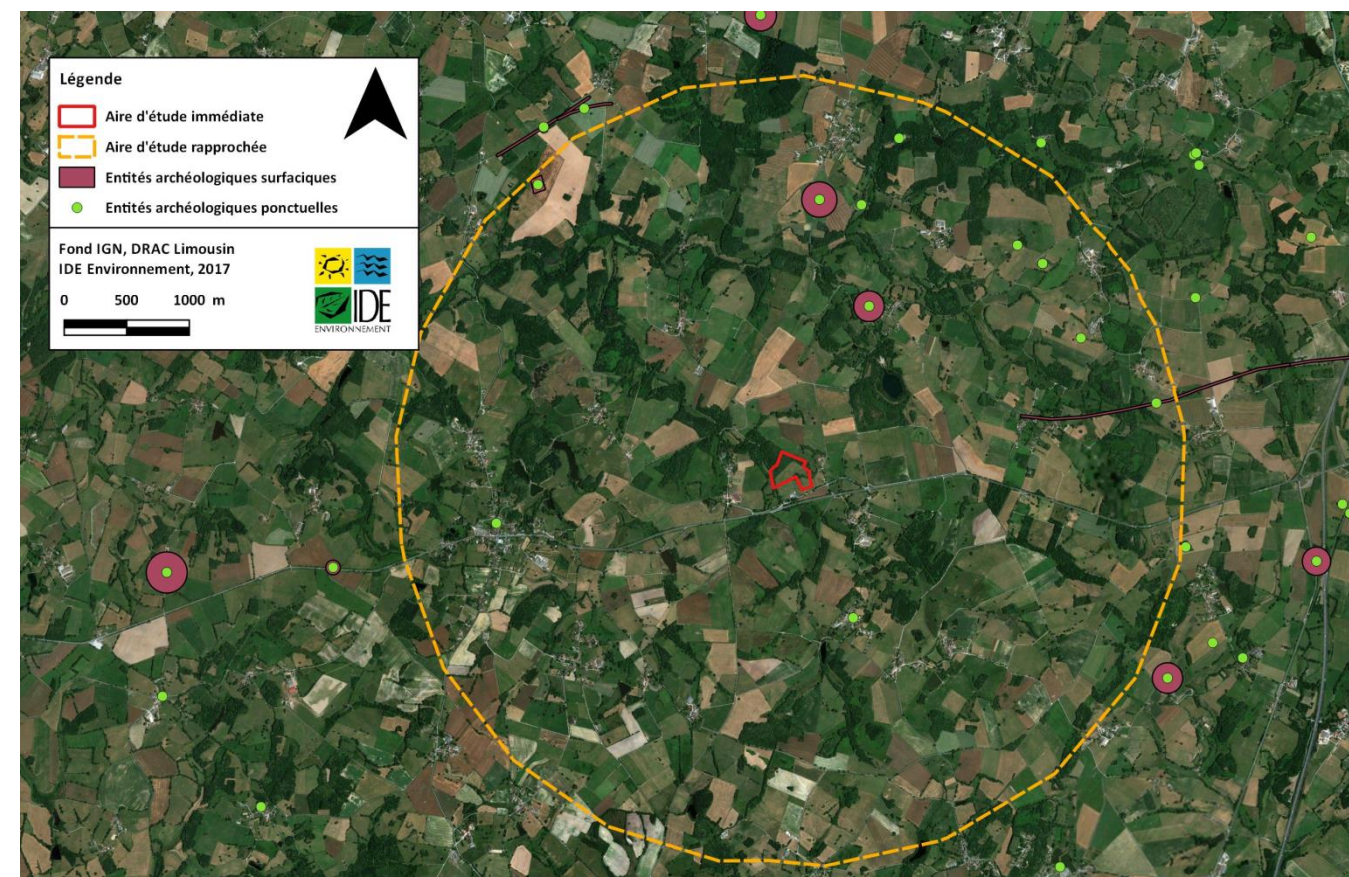 Légende
Aire d'étude immédiate
Aire d'étude rapprochée
Entités archéologiques surfaciques
Entités archéologiques ponctuelles
Fond IGN, DRAC Limousin
IDE Environnement, 2017
0 500 1000 m
IDE
ENVIRONNEMENT